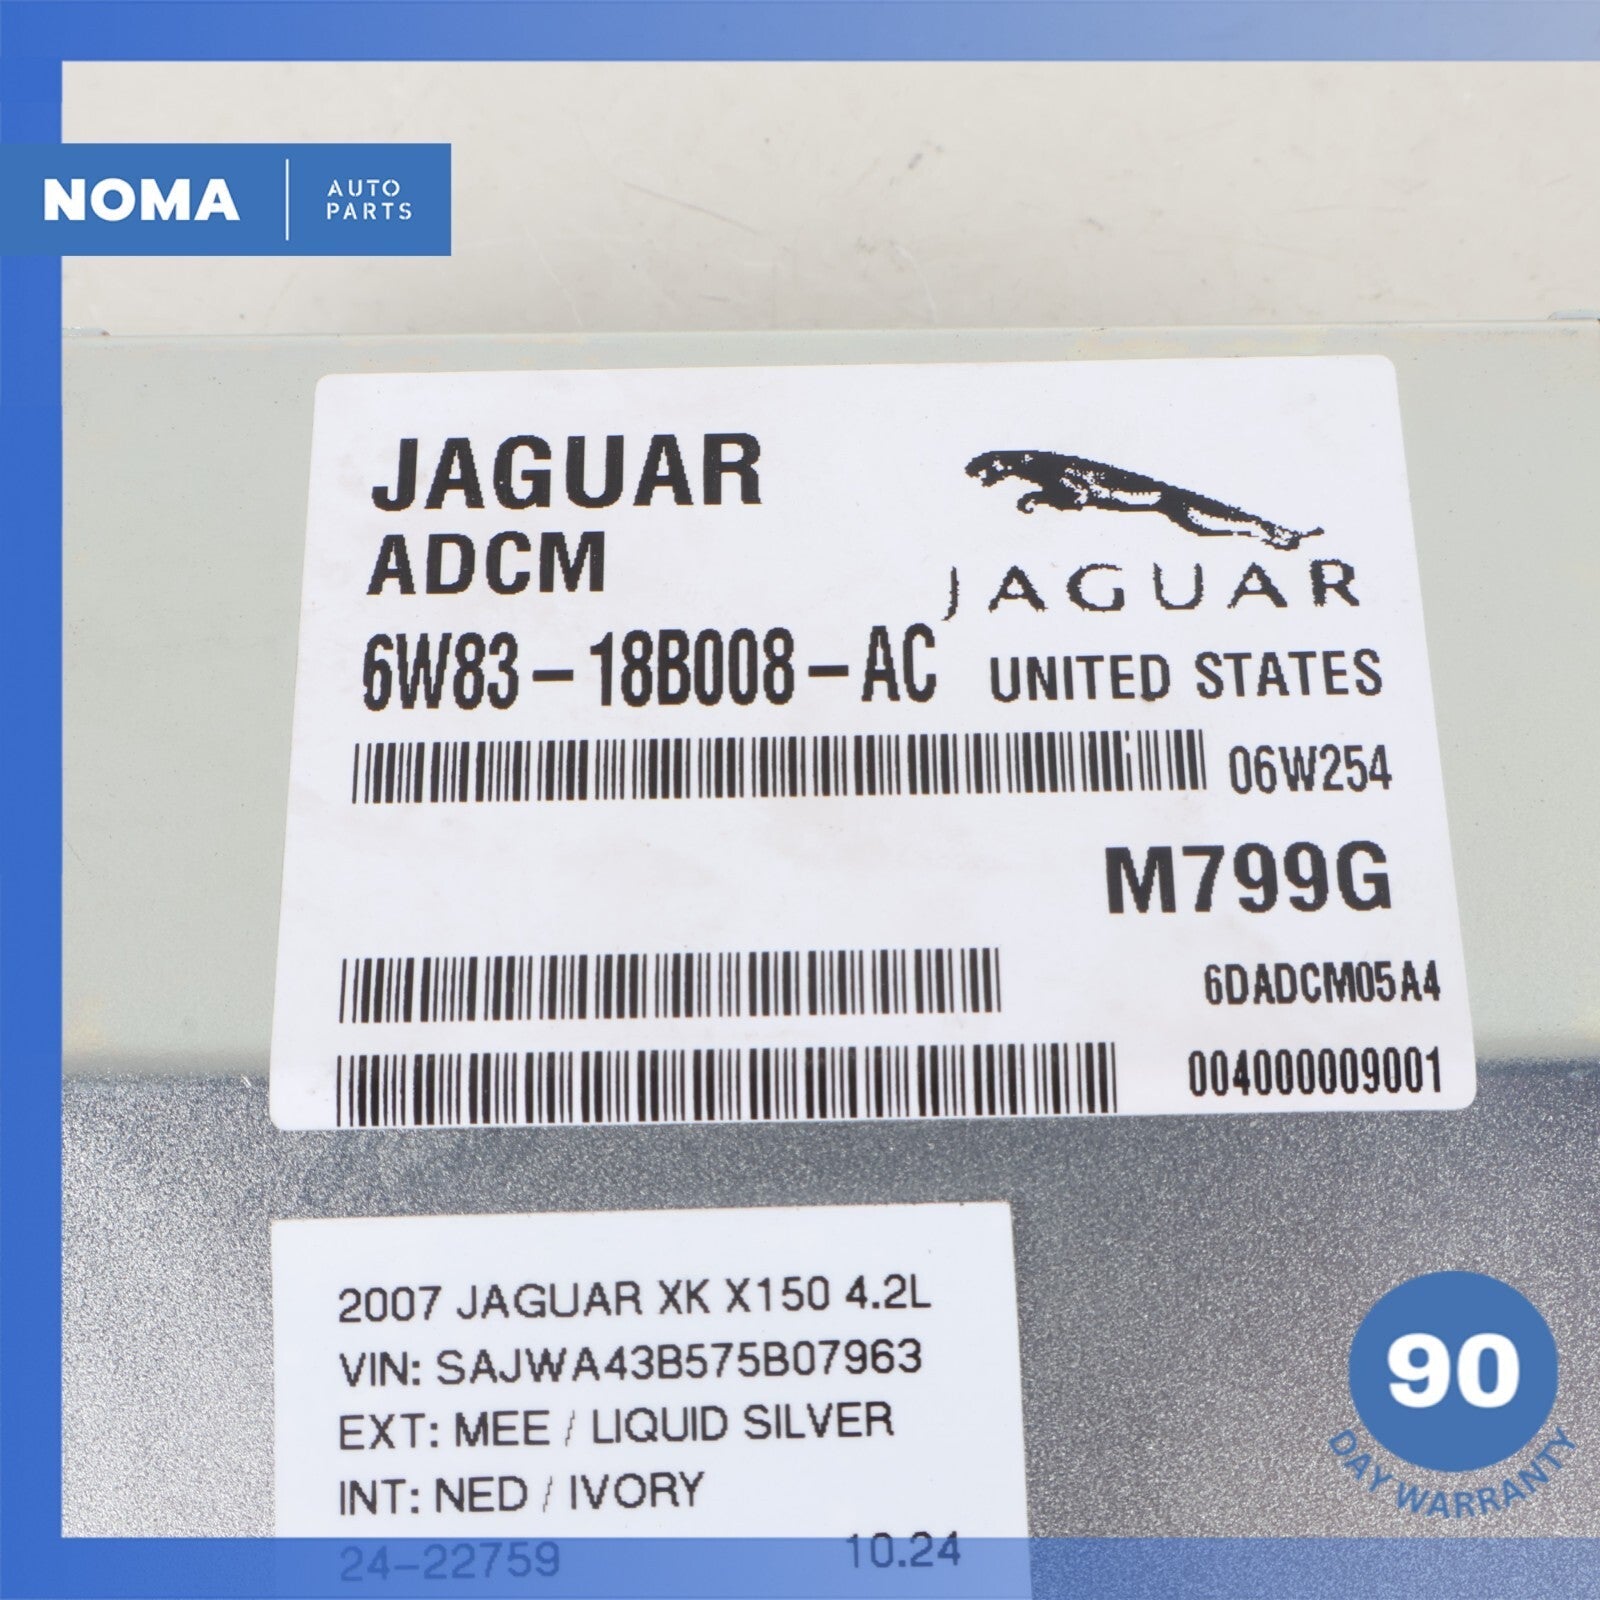 NOMA AUTO PARTS
JAGUAR
ADCM
JAGUAR
6W83-18B008-AC UNITED STATES
06W254
M799G
6DADCM05A4
004000009001
2007 JAGUAR XK X150 4.2L
VIN: SAJWA43B575B07963
EXT: MEE / LIQUID SILVER
INT: NED / IVORY
24-22759 10.24
90
DAY WARRANTY